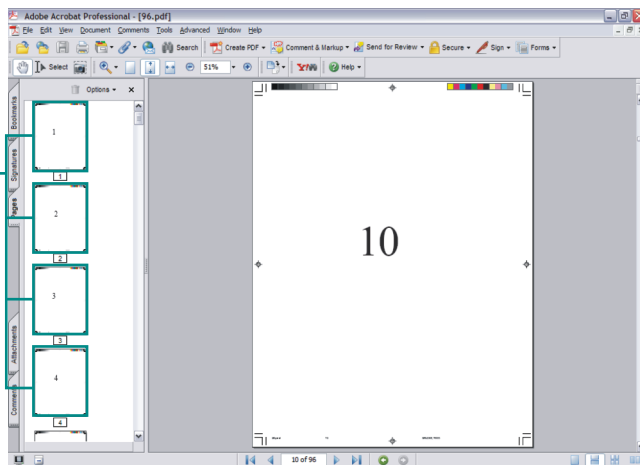 Adobe Acrobat Professional - [96.pdf]
File Edit View Document Comments Tools Advanced Window Help
Search Create PDF Comment & Markup Send for Review Secure Sign Forms
Select 51% Y! Help
Options x
Bookmarks
Signatures
Pages
Attachments
Comments
1
1
2
2
3
3
4
4
10
10 of 96